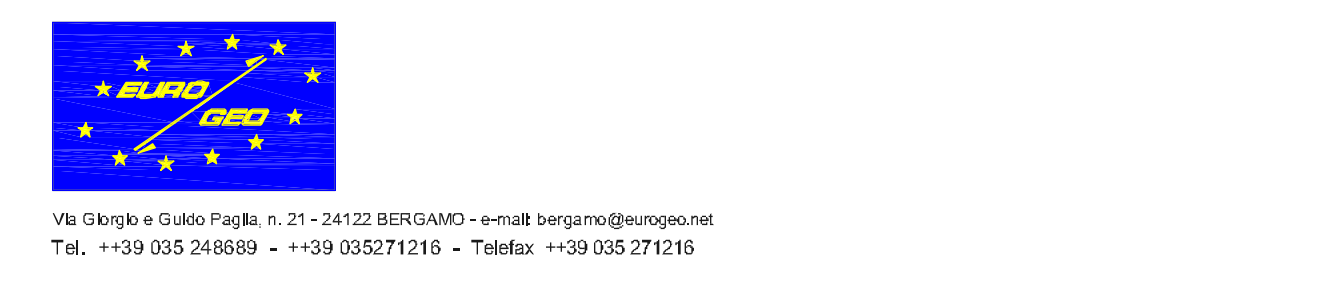 EURO
GEO
Via Giorgio e Guido Paglia, n. 21 - 24122 BERGAMO - e-mail: bergamo@eurogeo.net
Tel. ++39 035 248689 - ++39 035271216 - Telefax ++39 035 271216